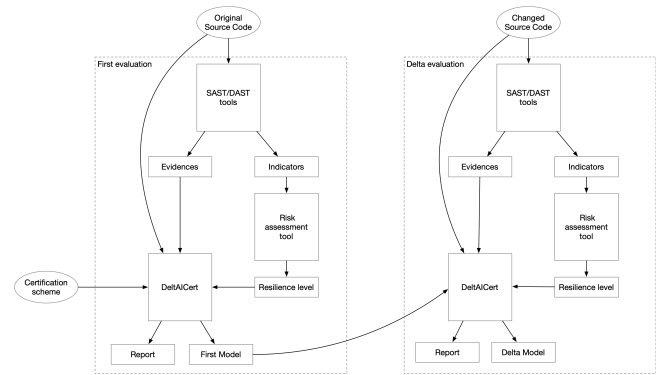 Original
Source Code
Changed
Source Code
First evaluation
Delta evaluation
SAST/DAST
tools
SAST/DAST
tools
Evidences
Indicators
Evidences
Indicators
Risk
assessment
tool
Risk
assessment
tool
Certification
scheme
DeltAICert
Resilience level
DeltAICert
Resilience level
Report
First Model
Report
Delta Model